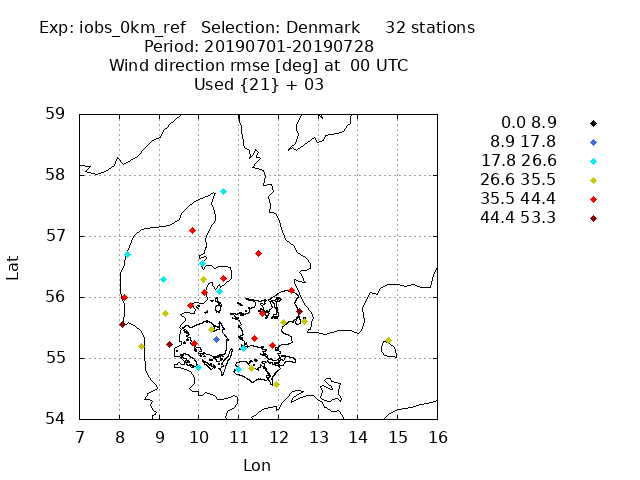 Exp: iobs_0km_ref   Selection: Denmark     32 stations
Period: 20190701-20190728
Wind direction rmse [deg] at  00 UTC
Used {21} + 03
0.0 8.9
8.9 17.8
17.8 26.6
26.6 35.5
35.5 44.4
44.4 53.3
Lat
59
58
57
56
55
54
7 8 9 10 11 12 13 14 15 16
Lon